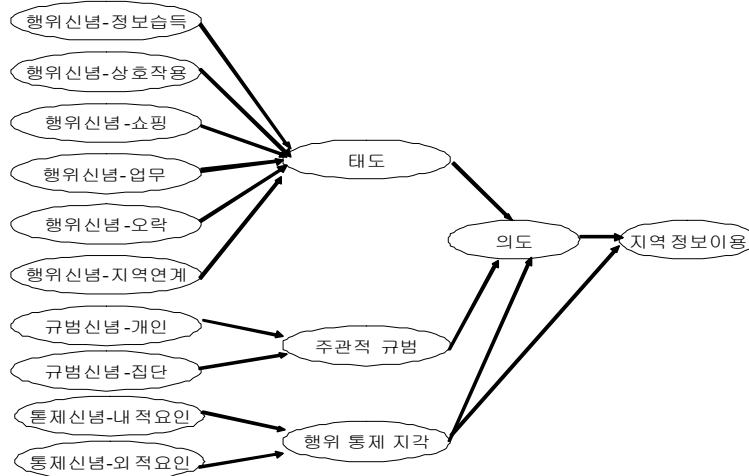 행위신념-정보습득
행위신념-상호작용
행위신념-쇼핑
행위신념-업무
행위신념-오락
행위신념-지역연계
규범신념-개인
규범신념-집단
톧제신념-내적요인
통제신념-외적요인
태도
주관적 규범
행위 통제 지각
의도
지역정보이용